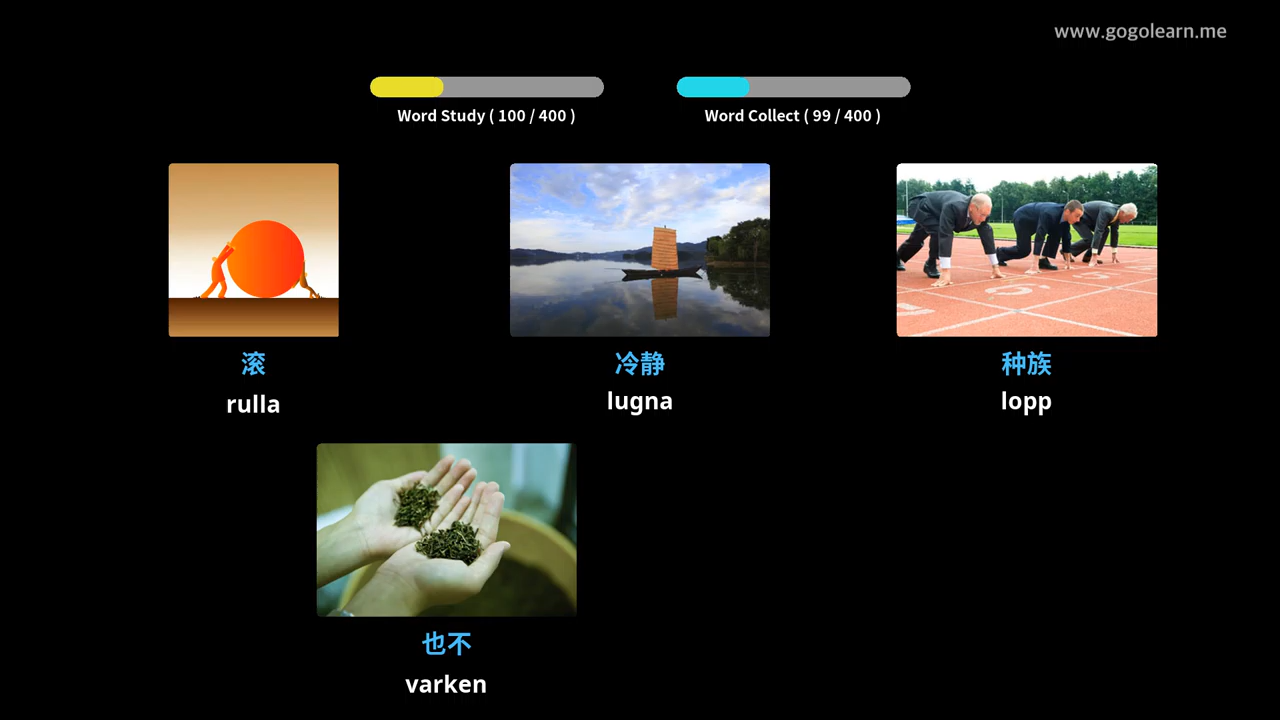 www.gogolearn.me
Word Study ( 100 / 400 )
Word Collect ( 99 / 400 )
滚
rulla
冷静
lugna
种族
lopp
也不
varken